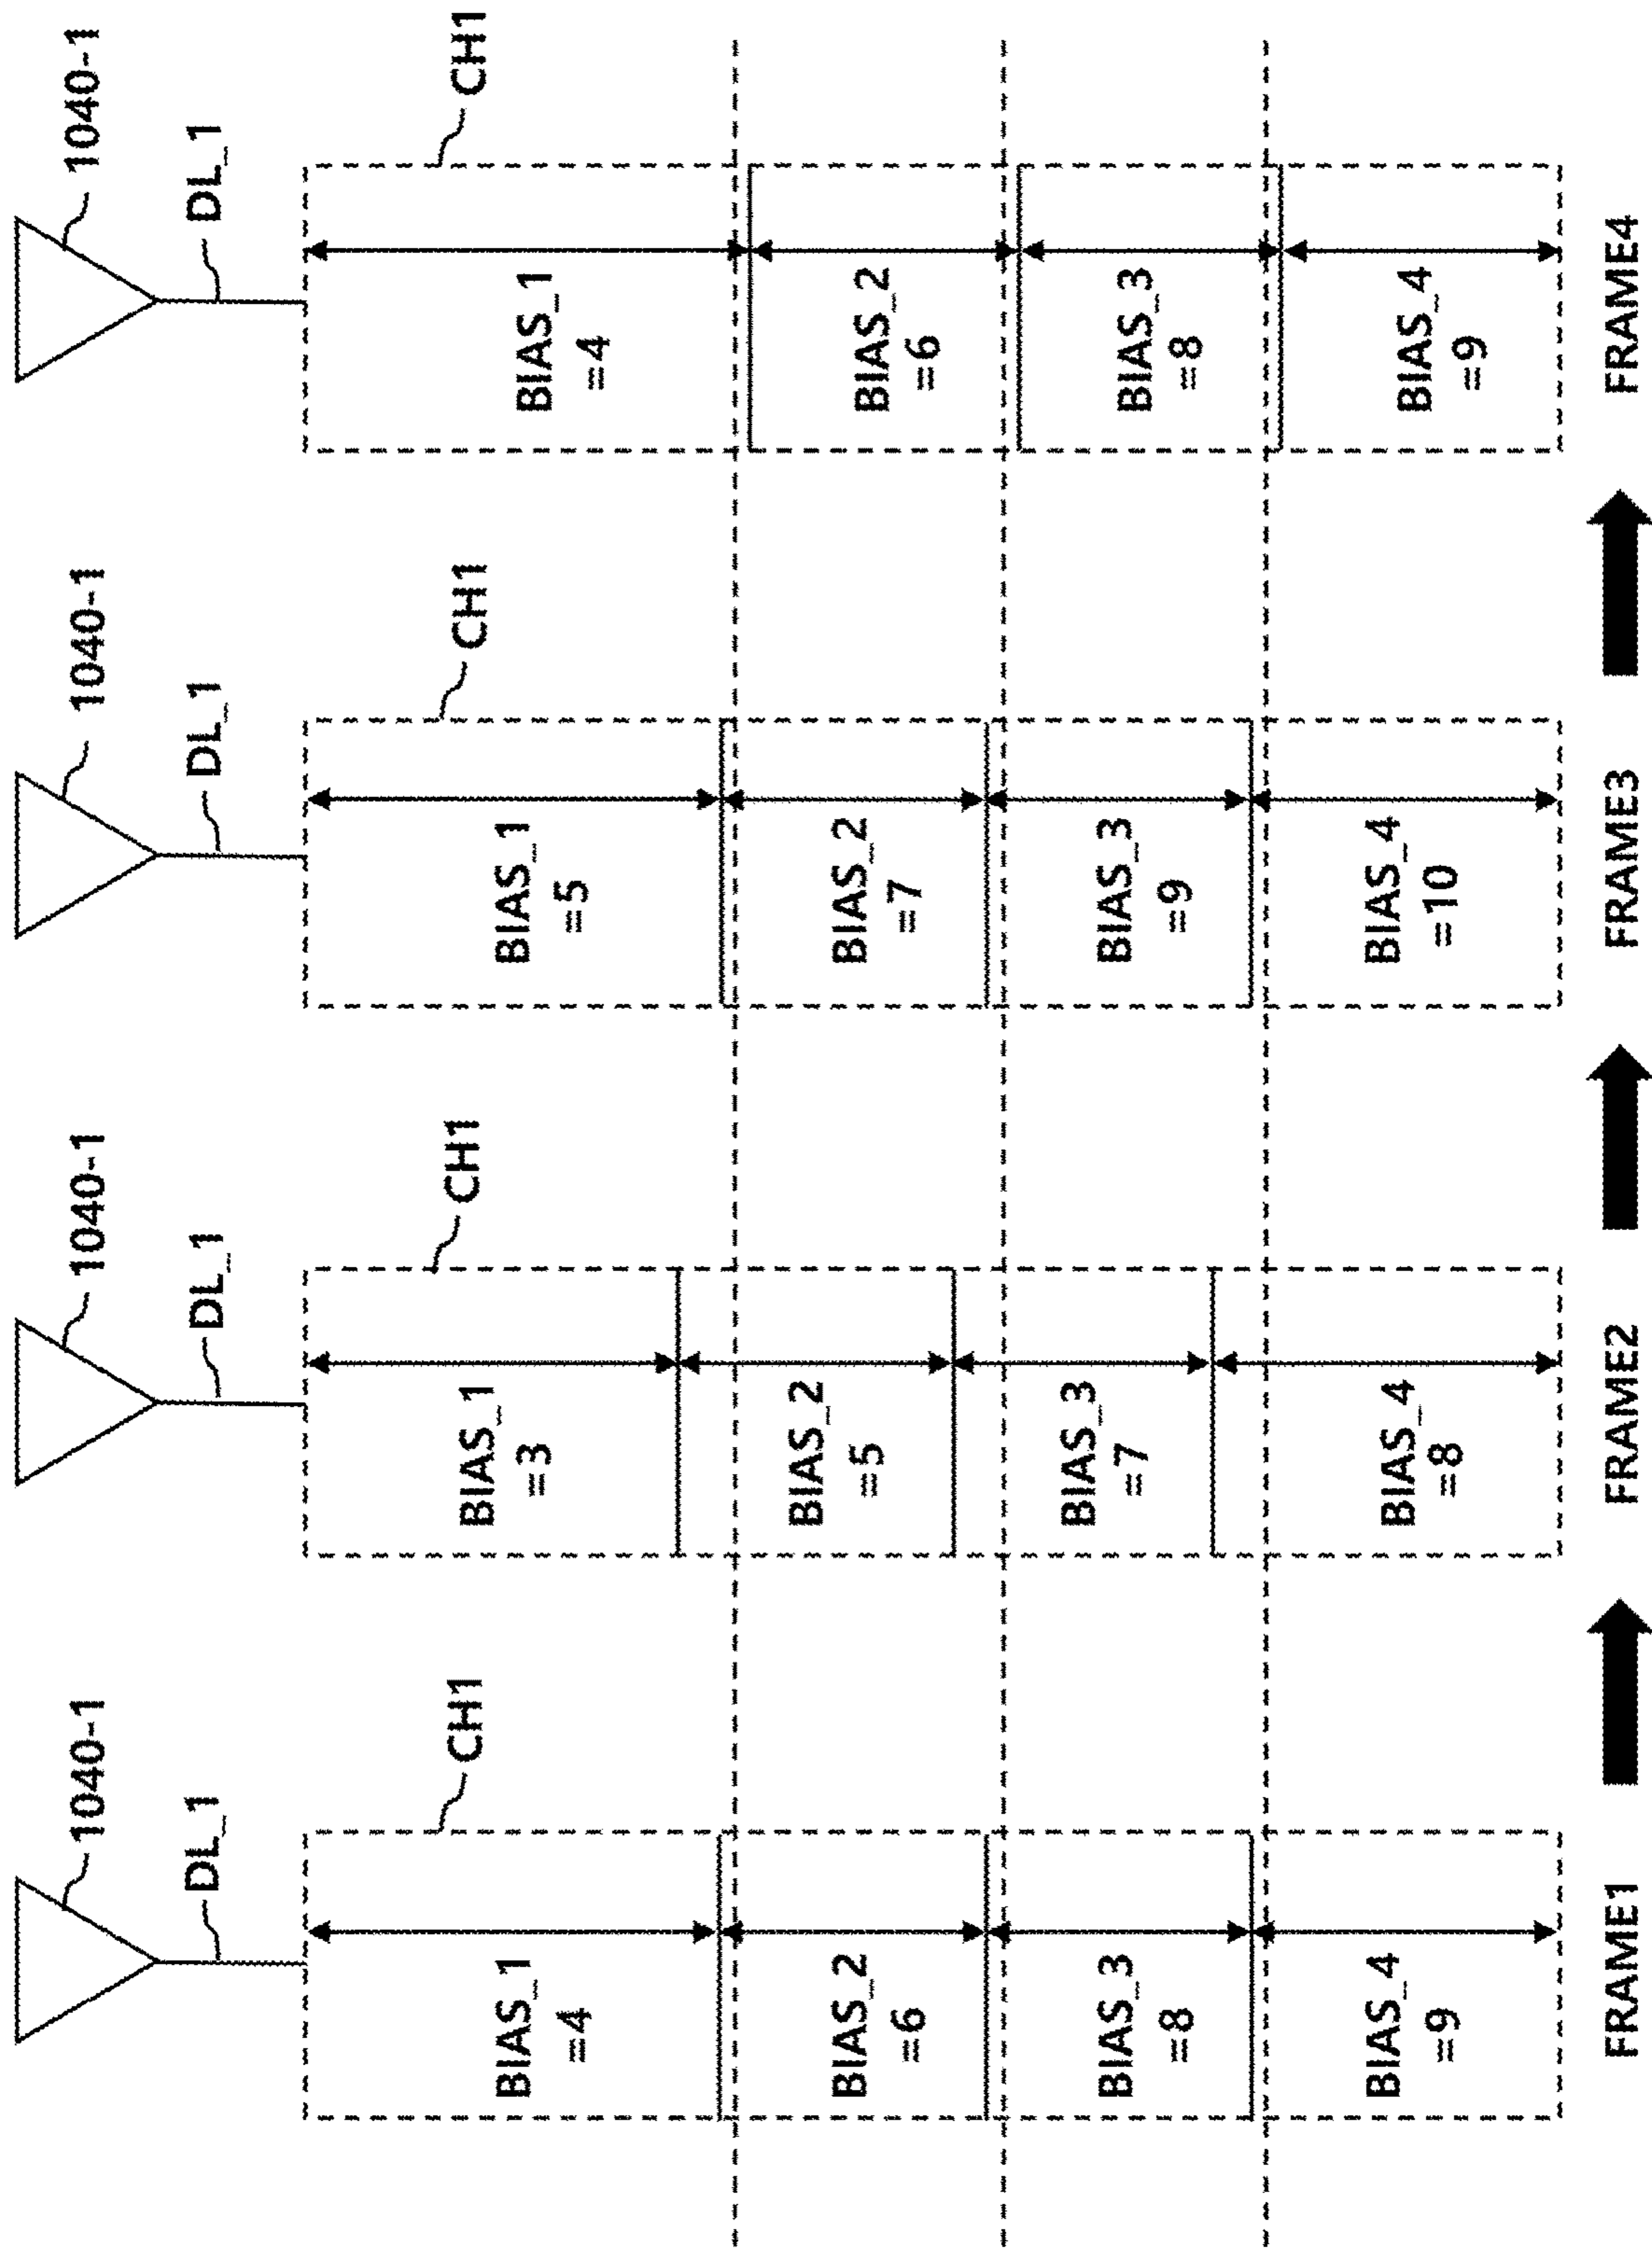 1040-1
DL_1
CH1
BIAS_1
=4
BIAS_2
=6
BIAS_3
=8
BIAS_4
=9
FRAME1
1040-1
DL_1
CH1
BIAS_1
=3
BIAS_2
=5
BIAS_3
=7
BIAS_4
=8
FRAME2
1040-1
DL_1
CH1
BIAS_1
=5
BIAS_2
=7
BIAS_3
=9
BIAS_4
=10
FRAME3
1040-1
DL_1
CH1
BIAS_1
=4
BIAS_2
=6
BIAS_3
=8
BIAS_4
=9
FRAME4